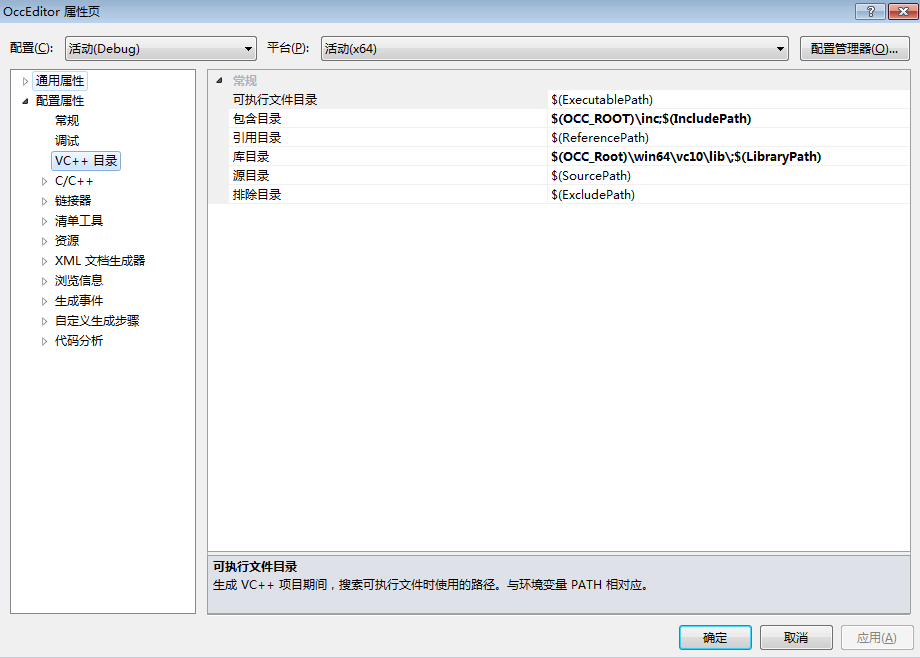 OccEditor 属性页
配置(C): 活动(Debug) 平台(P): 活动(x64) 配置管理器(O)...
通用属性
配置属性
常规
调试
VC++ 目录
C/C++
链接器
清单工具
资源
XML 文档生成器
浏览信息
生成事件
自定义生成步骤
代码分析
常规
可执行文件目录 $(ExecutablePath)
包含目录 $(OCC_ROOT)\inc;$(IncludePath)
引用目录 $(ReferencePath)
库目录 $(OCC_Root)\win64\vc10\lib\;$(LibraryPath)
源目录 $(SourcePath)
排除目录 $(ExcludePath)
可执行文件目录
生成 VC++ 项目期间，搜索可执行文件时使用的路径。与环境变量 PATH 相对应。
确定 取消 应用(A)